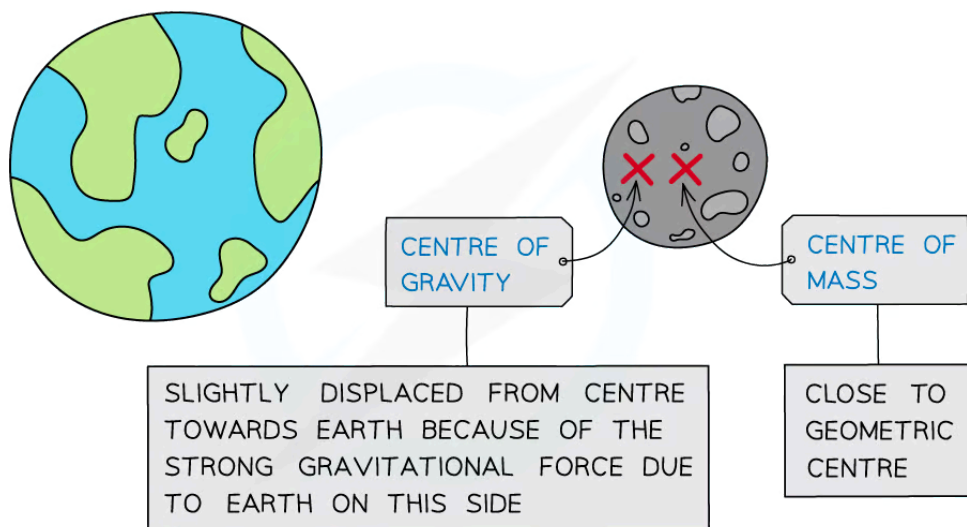 CENTRE OF
GRAVITY
CENTRE OF
MASS
SLIGHTLY DISPLACED FROM CENTRE
TOWARDS EARTH BECAUSE OF THE
STRONG GRAVITATIONAL FORCE DUE
TO EARTH ON THIS SIDE
CLOSE TO
GEOMETRIC
CENTRE